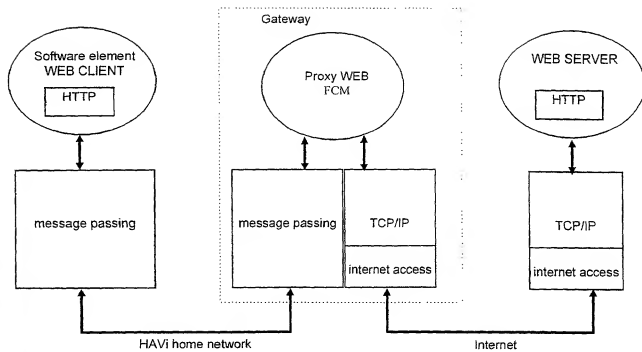 Gateway
Software element
WEB CLIENT
HTTP
Proxy WEB
FCM
WEB SERVER
HTTP
message passing
message passing
TCP/IP
internet access
TCP/IP
internet access
HAVi home network
Internet